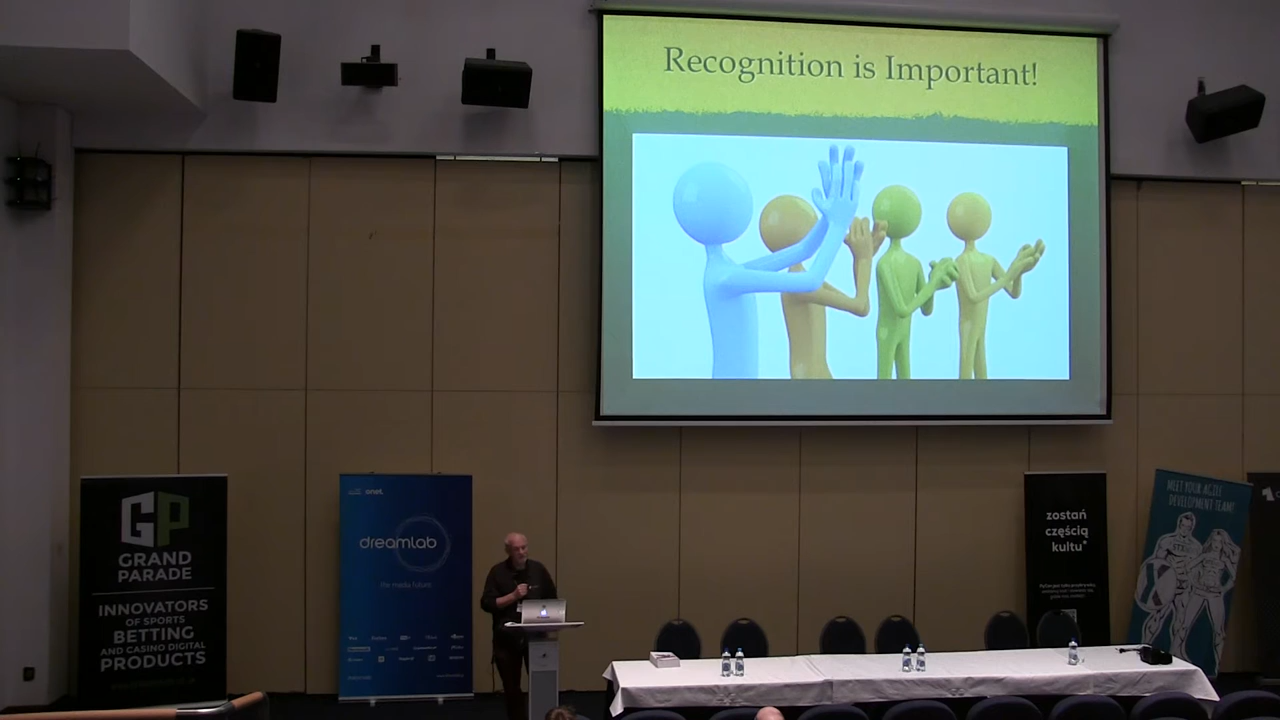 Recognition is Important!
GP
GRAND
PARADE
INNOVATORS
OF SPORTS
BETTING
AND CASINO DIGITAL
PRODUCTS
onet.
dreamlab
the media future
zostań
częścią
kultu*
MEET YOUR AGILE
DEVELOPMENT TEAM!